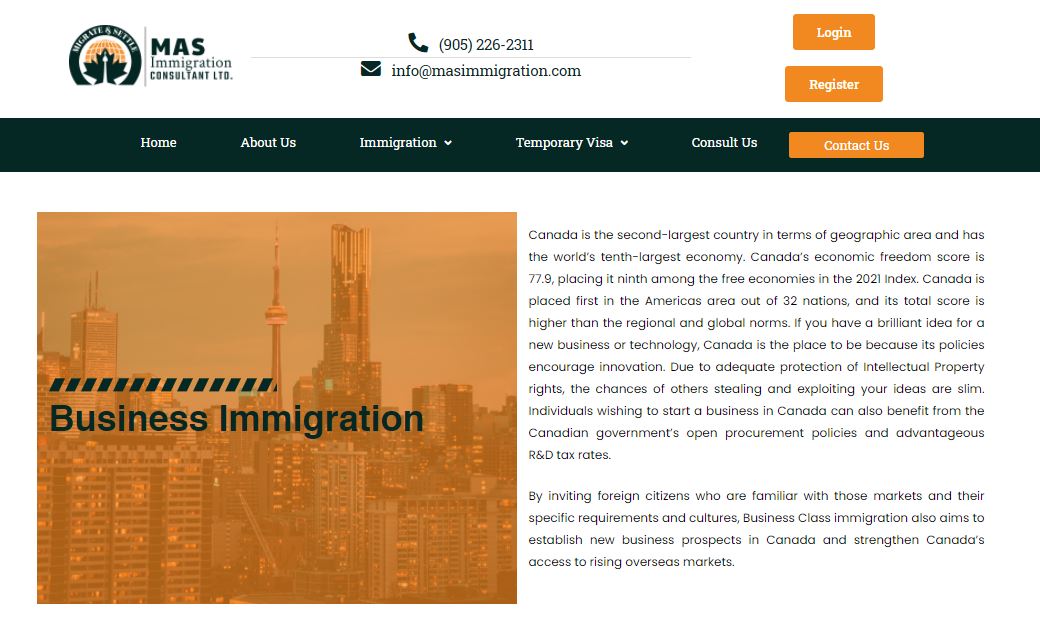 MIGRATE & SETTLE
MAS
Immigration
CONSULTANT LTD.
(905) 226-2311
info@masimmigration.com
Login
Register
Home
About Us
Immigration
Temporary Visa
Consult Us
Contact Us
Business Immigration
Canada is the second-largest country in terms of geographic area and has
the world's tenth-largest economy. Canada's economic freedom score is
77.9, placing it ninth among the free economies in the 2021 Index. Canada is
placed first in the Americas area out of 32 nations, and its total score is
higher than the regional and global norms. If you have a brilliant idea for a
new business or technology, Canada is the place to be because its policies
encourage innovation. Due to adequate protection of Intellectual Property
rights, the chances of others stealing and exploiting your ideas are slim.
Individuals wishing to start a business in Canada can also benefit from the
Canadian government's open procurement policies and advantageous
R&D tax rates.
By inviting foreign citizens who are familiar with those markets and their
specific requirements and cultures, Business Class immigration also aims to
establish new business prospects in Canada and strengthen Canada's
access to rising overseas markets.